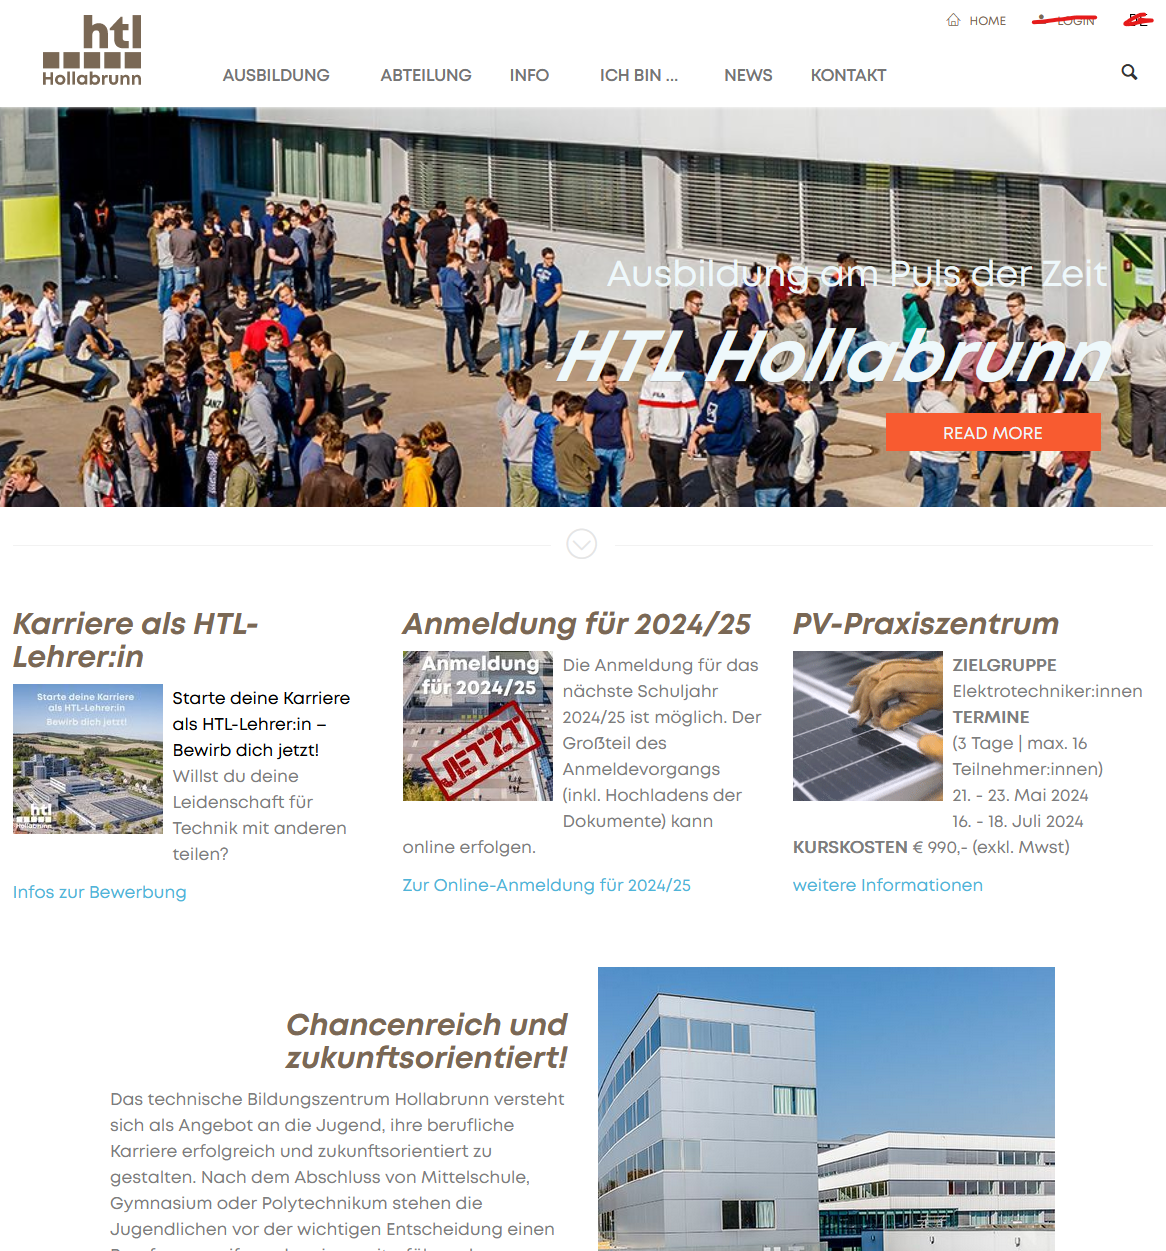 htl
Hollabrunn
HOME
LOGIN
DE
AUSBILDUNG
ABTEILUNG
INFO
ICH BIN ...
NEWS
KONTAKT
Ausbildung am Puls der Zeit
HTL Hollabrunn
READ MORE
Karriere als HTL-
Lehrer:in
Starte deine Karriere
als HTL-Lehrer:in
Bewirb dich jetzt!
htl
Hollabrunn
Starte deine Karriere
als HTL-Lehrer:in –
Bewirb dich jetzt!
Willst du deine
Leidenschaft für
Technik mit anderen
teilen?
Infos zur Bewerbung
Anmeldung für 2024/25
Anmeldung
für 2024/25
JETZT
Die Anmeldung für das
nächste Schuljahr
2024/25 ist möglich. Der
Großteil des
Anmeldevorgangs
(inkl. Hochladens der
Dokumente) kann
online erfolgen.
Zur Online-Anmeldung für 2024/25
PV-Praxiszentrum
ZIELGRUPPE
Elektrotechniker:innen
TERMINE
(3 Tage | max. 16
Teilnehmer:innen)
21. - 23. Mai 2024
16. - 18. Juli 2024
KURSKOSTEN € 990,- (exkl. Mwst)
weitere Informationen
Chancenreich und
zukunftsorientiert!
Das technische Bildungszentrum Hollabrunn versteht
sich als Angebot an die Jugend, ihre berufliche
Karriere erfolgreich und zukunftsorientiert zu
gestalten. Nach dem Abschluss von Mittelschule,
Gymnasium oder Polytechnikum stehen die
Jugendlichen vor der wichtigen Entscheidung einen